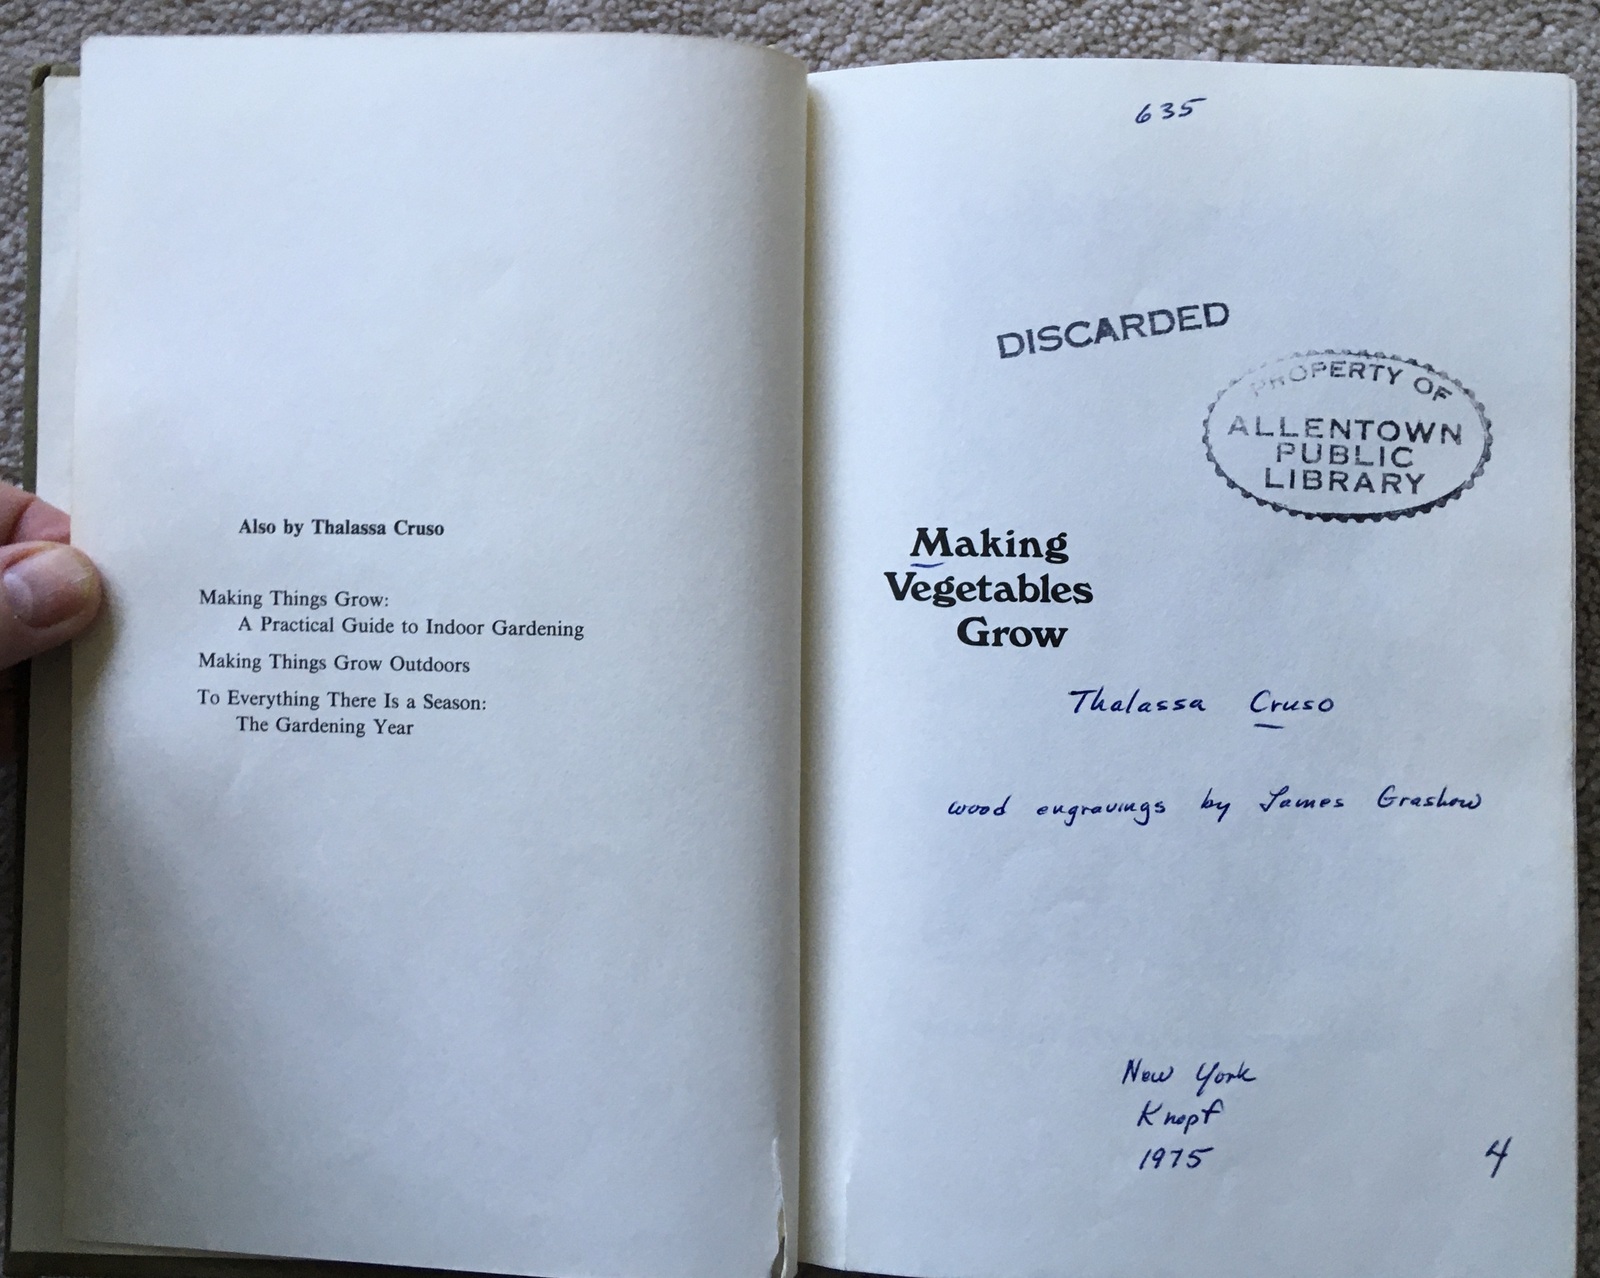 Also by Thalassa Cruso
Making Things Grow:
A Practical Guide to Indoor Gardening
Making Things Grow Outdoors
To Everything There Is a Season:
The Gardening Year
635
DISCARDED
PROPERTY OF
ALLENTOWN
PUBLIC
LIBRARY
Making
Vegetables
Grow
Thalassa Cruso
wood engravings by James Grashow
New York
Knopf
1975
4